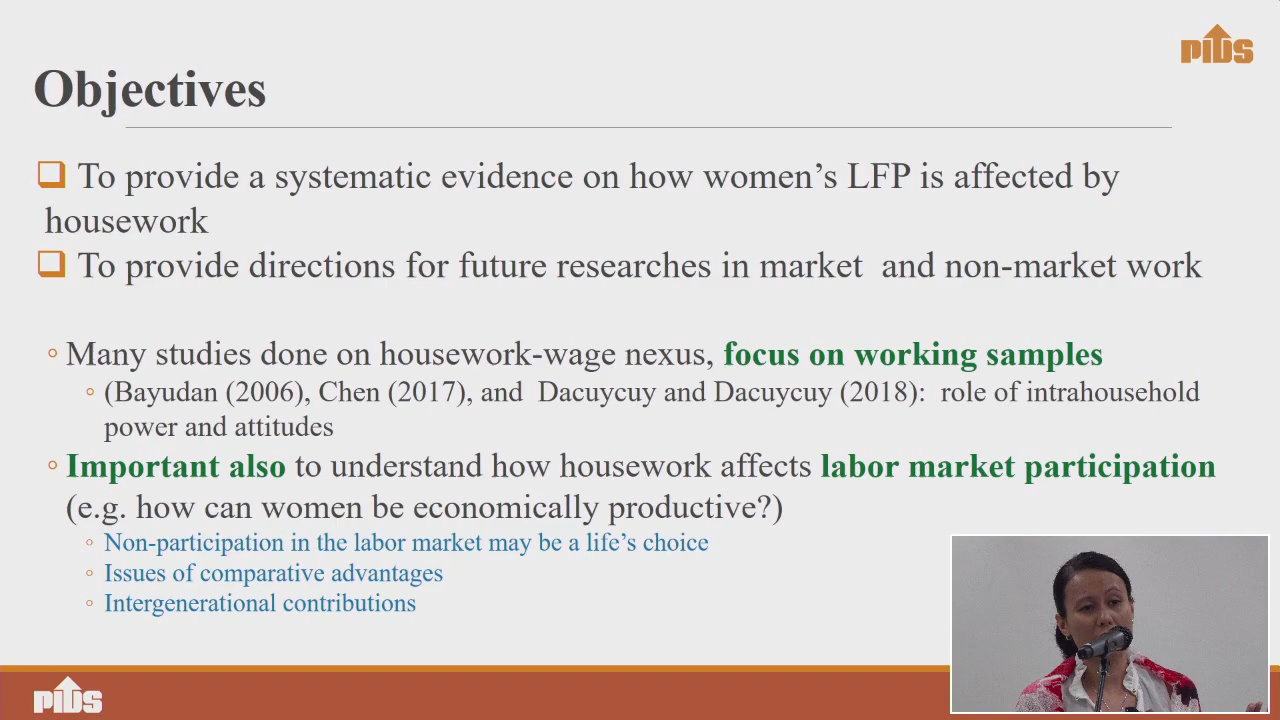 PIDS
Objectives
To provide a systematic evidence on how women's LFP is affected by
housework
To provide directions for future researches in market and non-market work
Many studies done on housework-wage nexus, focus on working samples
(Bayudan (2006), Chen (2017), and Dacuycuy and Dacuycuy (2018): role of intrahousehold
power and attitudes
Important also to understand how housework affects labor market participation
(e.g. how can women be economically productive?)
Non-participation in the labor market may be a life's choice
Issues of comparative advantages
Intergenerational contributions
PIDS